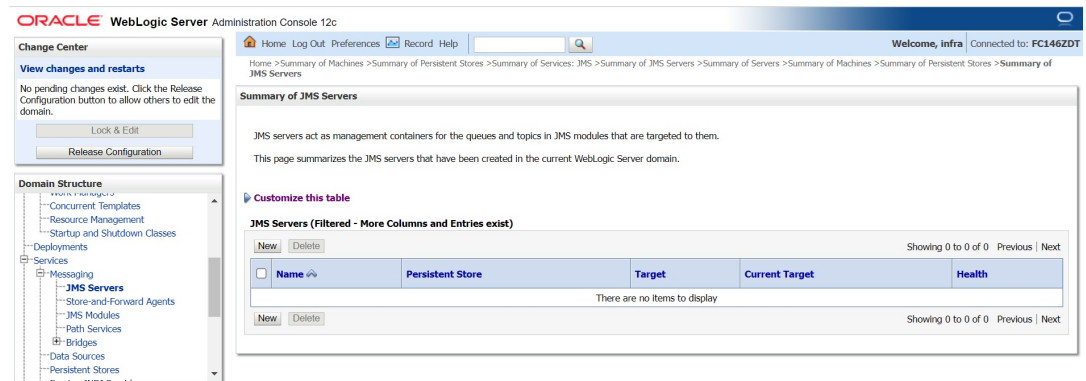 ORACLE WebLogic Server Administration Console 12c
Change Center
View changes and restarts
No pending changes exist. Click the Release
Configuration button to allow others to edit the
domain.
Lock & Edit
Release Configuration
Domain Structure
Work Managers
Concurrent Templates
Resource Management
Startup and Shutdown Classes
Deployments
Services
Messaging
JMS Servers
Store-and-Forward Agents
JMS Modules
Path Services
Bridges
Data Sources
Persistent Stores
Home Log Out Preferences Record Help
Welcome, infra Connected to: FC146ZDT
Home >Summary of Machines >Summary of Persistent Stores >Summary of Services: JMS >Summary of JMS Servers >Summary of Servers >Summary of Machines >Summary of Persistent Stores >Summary of
JMS Servers
Summary of JMS Servers
JMS servers act as management containers for the queues and topics in JMS modules that are targeted to them.
This page summarizes the JMS servers that have been created in the current WebLogic Server domain.
Customize this table
JMS Servers (Filtered - More Columns and Entries exist)
New Delete Showing 0 to 0 of 0 Previous | Next
Name Persistent Store Target Current Target Health
There are no items to display
New Delete Showing 0 to 0 of 0 Previous | Next